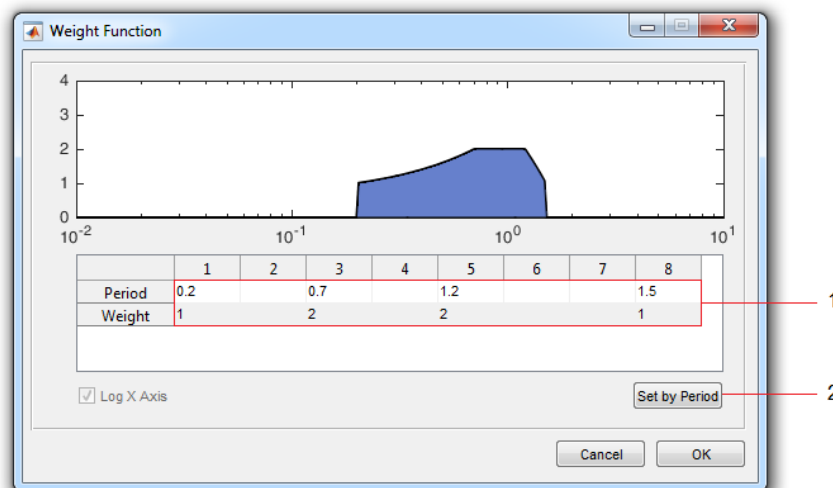 Weight Function
4
3
2
1
0
10-2 10-1 100 101
1 2 3 4 5 6 7 8
Period 0.2 0.7 1.2 1.5
Weight 1 2 2 1
1
Log X Axis
Set by Period
2
Cancel OK